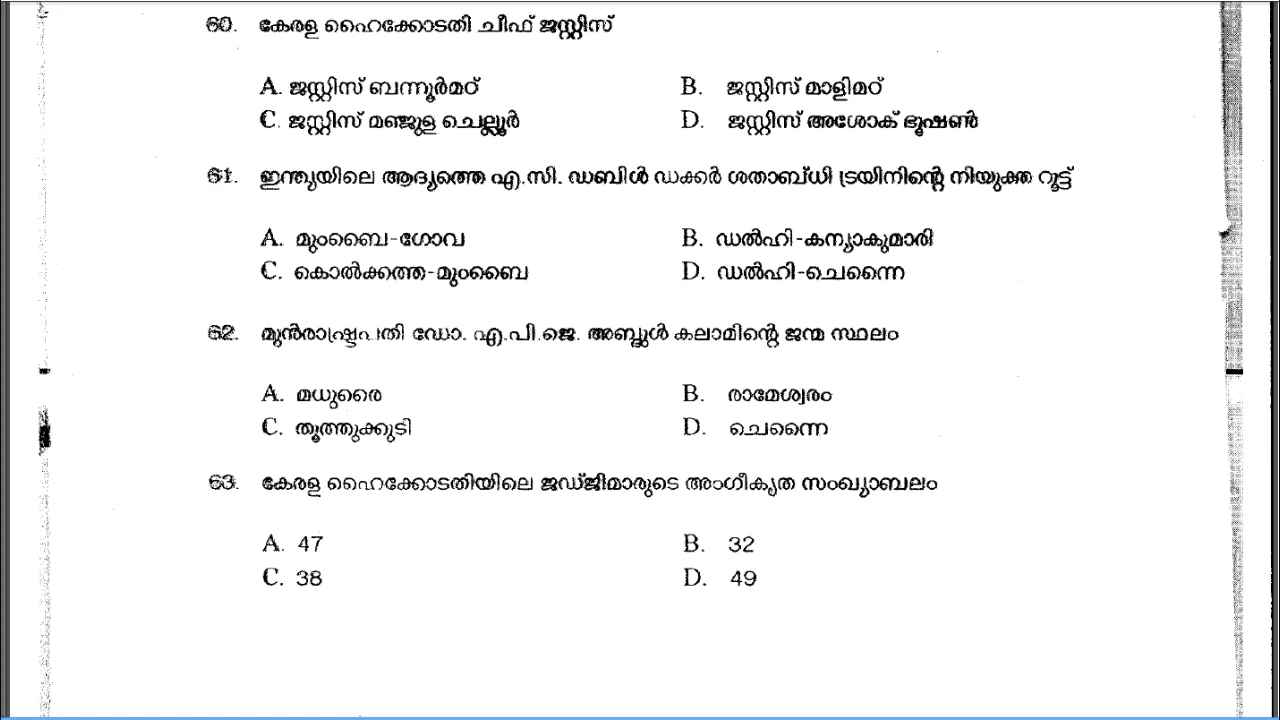 60. കേരള ഹൈക്കോടതി ചീഫ് ജസ്റ്റിസ്
A. ജസ്റ്റിസ് ബന്നൂർമഠ് B. ജസ്റ്റിസ് മാളിമഠ്
C. ജസ്റ്റിസ് മഞ്ജുള ചെല്ലൂർ D. ജസ്റ്റിസ് അശോക് ഭൂഷൺ
61. ഇന്ത്യയിലെ ആദ്യത്തെ എ.സി. ഡബിൾ ഡക്കർ ശതാബ്ധി ട്രയിനിന്റെ നിയുക്ത റൂട്ട്
A. മുംബൈ-ഗോവ B. ഡൽഹി-കന്യാകുമാരി
C. കൊൽക്കത്ത-മുംബൈ D. ഡൽഹി-ചെന്നൈ
62. മുൻരാഷ്ട്രപതി ഡോ. എ.പി.ജെ. അബ്ദുൾ കലാമിന്റെ ജന്മ സ്ഥലം
A. മധുരൈ B. രാമേശ്വരം
C. തൂത്തുക്കുടി D. ചെന്നൈ
63. കേരള ഹൈക്കോടതിയിലെ ജഡ്ജിമാരുടെ അംഗീകൃത സംഖ്യാബലം
A. 47 B. 32
C. 38 D. 49